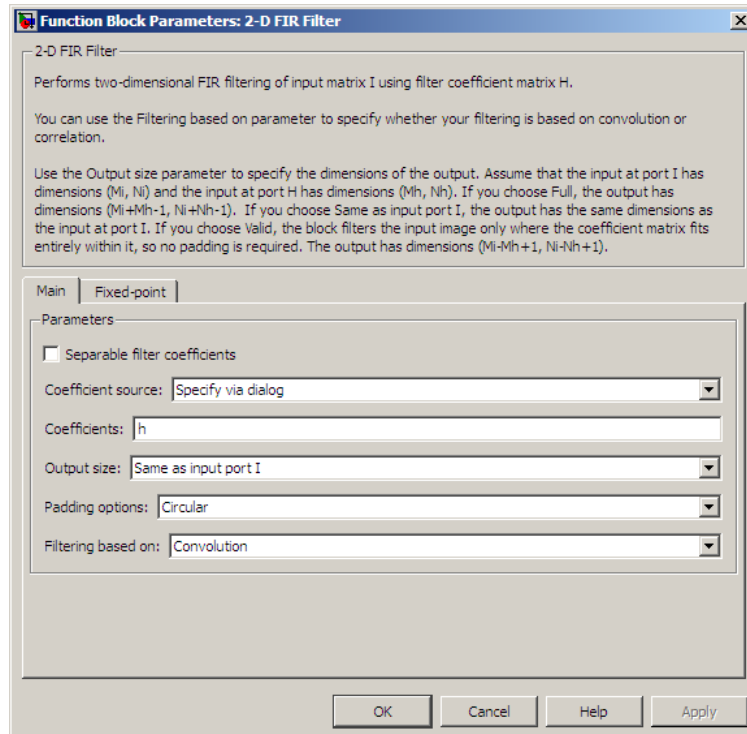 Function Block Parameters: 2-D FIR Filter
2-D FIR Filter
Performs two-dimensional FIR filtering of input matrix I using filter coefficient matrix H.
You can use the Filtering based on parameter to specify whether your filtering is based on convolution or
correlation.
Use the Output size parameter to specify the dimensions of the output. Assume that the input at port I has
dimensions (Mi, Ni) and the input at port H has dimensions (Mh, Nh). If you choose Full, the output has
dimensions (Mi+Mh-1, Ni+Nh-1). If you choose Same as input port I, the output has the same dimensions as
the input at port I. If you choose Valid, the block filters the input image only where the coefficient matrix fits
entirely within it, so no padding is required. The output has dimensions (Mi-Mh+1, Ni-Nh+1).
Main Fixed-point
Parameters
Separable filter coefficients
Coefficient source: Specify via dialog
Coefficients: h
Output size: Same as input port I
Padding options: Circular
Filtering based on: Convolution
OK Cancel Help Apply